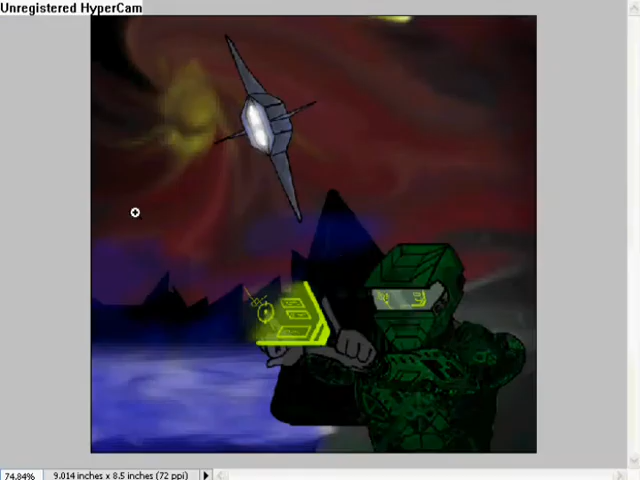 Unregistered HyperCam
74.84%
9.014 inches x 8.5 inches (72 ppi)